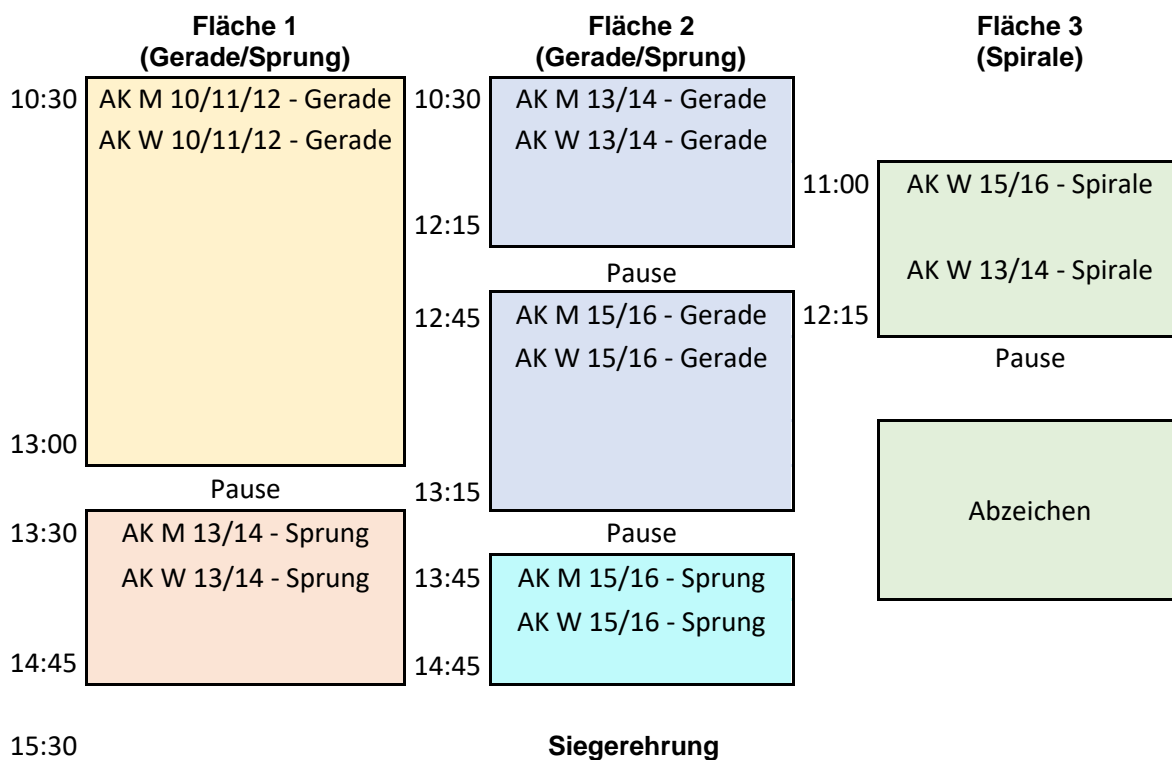 Fläche 1
(Gerade/Sprung)
Fläche 2
(Gerade/Sprung)
Fläche 3
(Spirale)
10:30
AK M 10/11/12 - Gerade
AK W 10/11/12 - Gerade
13:00
Pause
13:30
AK M 13/14 - Sprung
AK W 13/14 - Sprung
14:45
10:30
AK M 13/14 - Gerade
AK W 13/14 - Gerade
12:15
Pause
12:45
AK M 15/16 - Gerade
AK W 15/16 - Gerade
13:15
Pause
13:45
AK M 15/16 - Sprung
AK W 15/16 - Sprung
14:45
11:00
AK W 15/16 - Spirale
AK W 13/14 - Spirale
12:15
Pause
Abzeichen
15:30
Siegerehrung